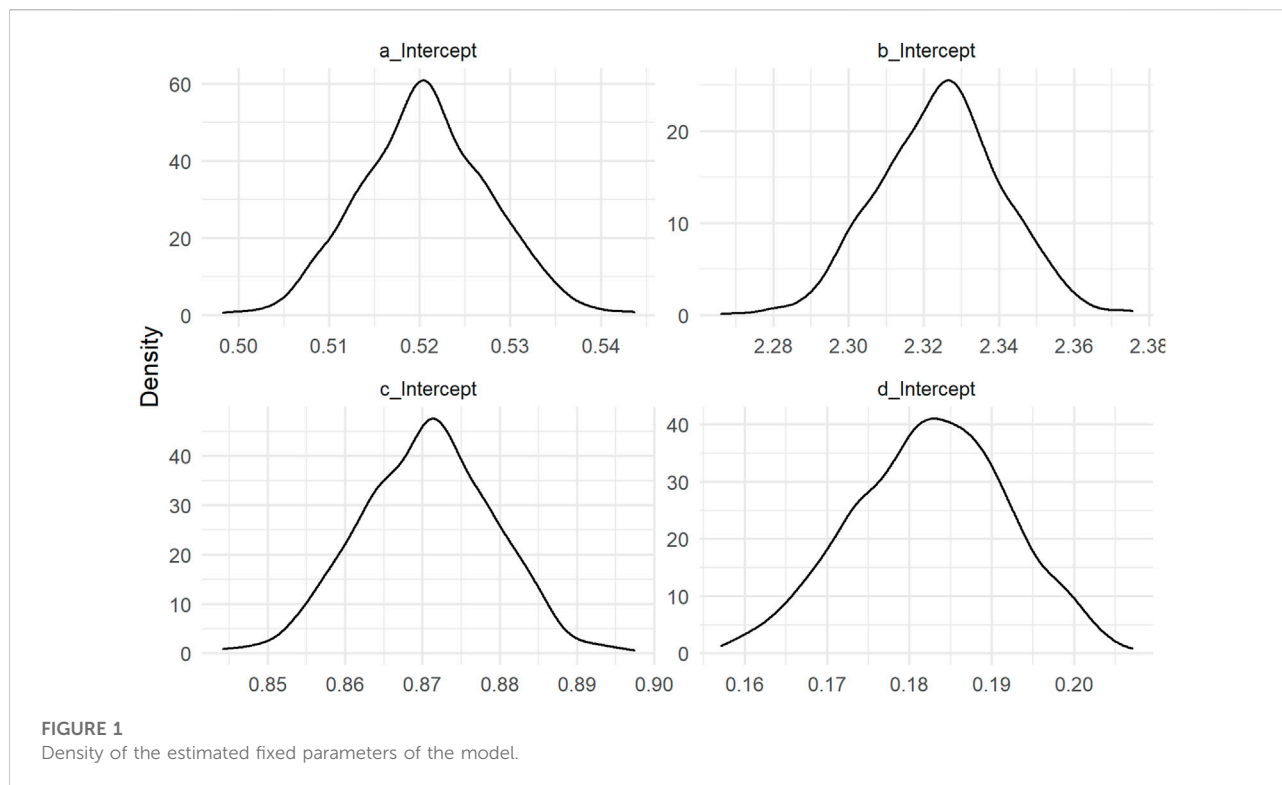 a_Intercept
b_Intercept
60
40
20
0
20
10
0
0.50 0.51 0.52 0.53 0.54
2.28 2.30 2.32 2.34 2.36 2.38
Density
c_Intercept
d_Intercept
40
30
20
10
0
40
30
20
10
0
0.85 0.86 0.87 0.88 0.89 0.90
0.16 0.17 0.18 0.19 0.20
FIGURE 1
Density of the estimated fixed parameters of the model.